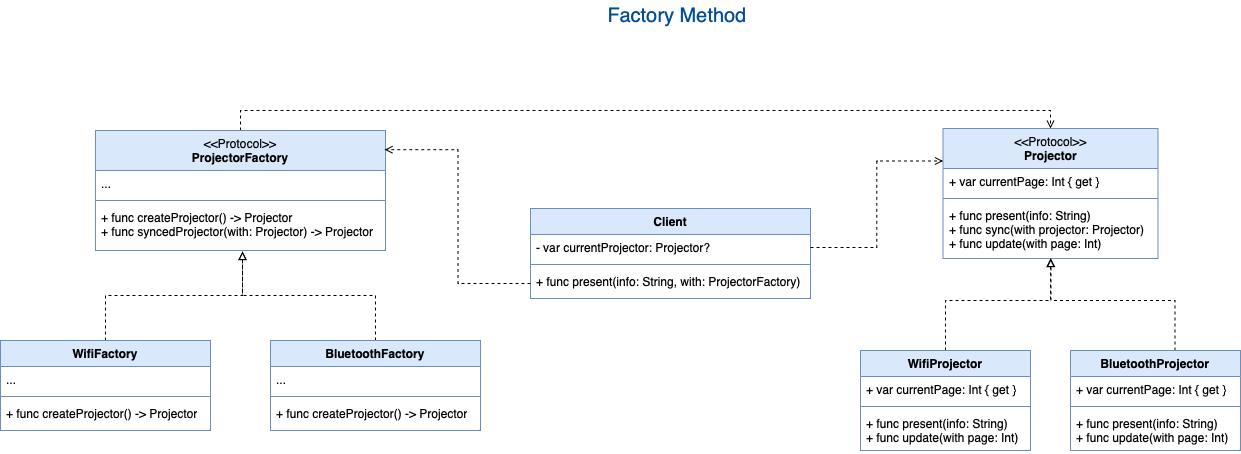 Factory Method
<<Protocol>>
ProjectorFactory
...
+ func createProjector() -> Projector
+ func syncedProjector(with: Projector) -> Projector
<<Protocol>>
Projector
+ var currentPage: Int { get }
+ func present(info: String)
+ func sync(with projector: Projector)
+ func update(with page: Int)
Client
- var currentProjector: Projector?
+ func present(info: String, with: ProjectorFactory)
WifiFactory
...
+ func createProjector() -> Projector
BluetoothFactory
...
+ func createProjector() -> Projector
WifiProjector
+ var currentPage: Int { get }
+ func present(info: String)
+ func update(with page: Int)
BluetoothProjector
+ var currentPage: Int { get }
+ func present(info: String)
+ func update(with page: Int)